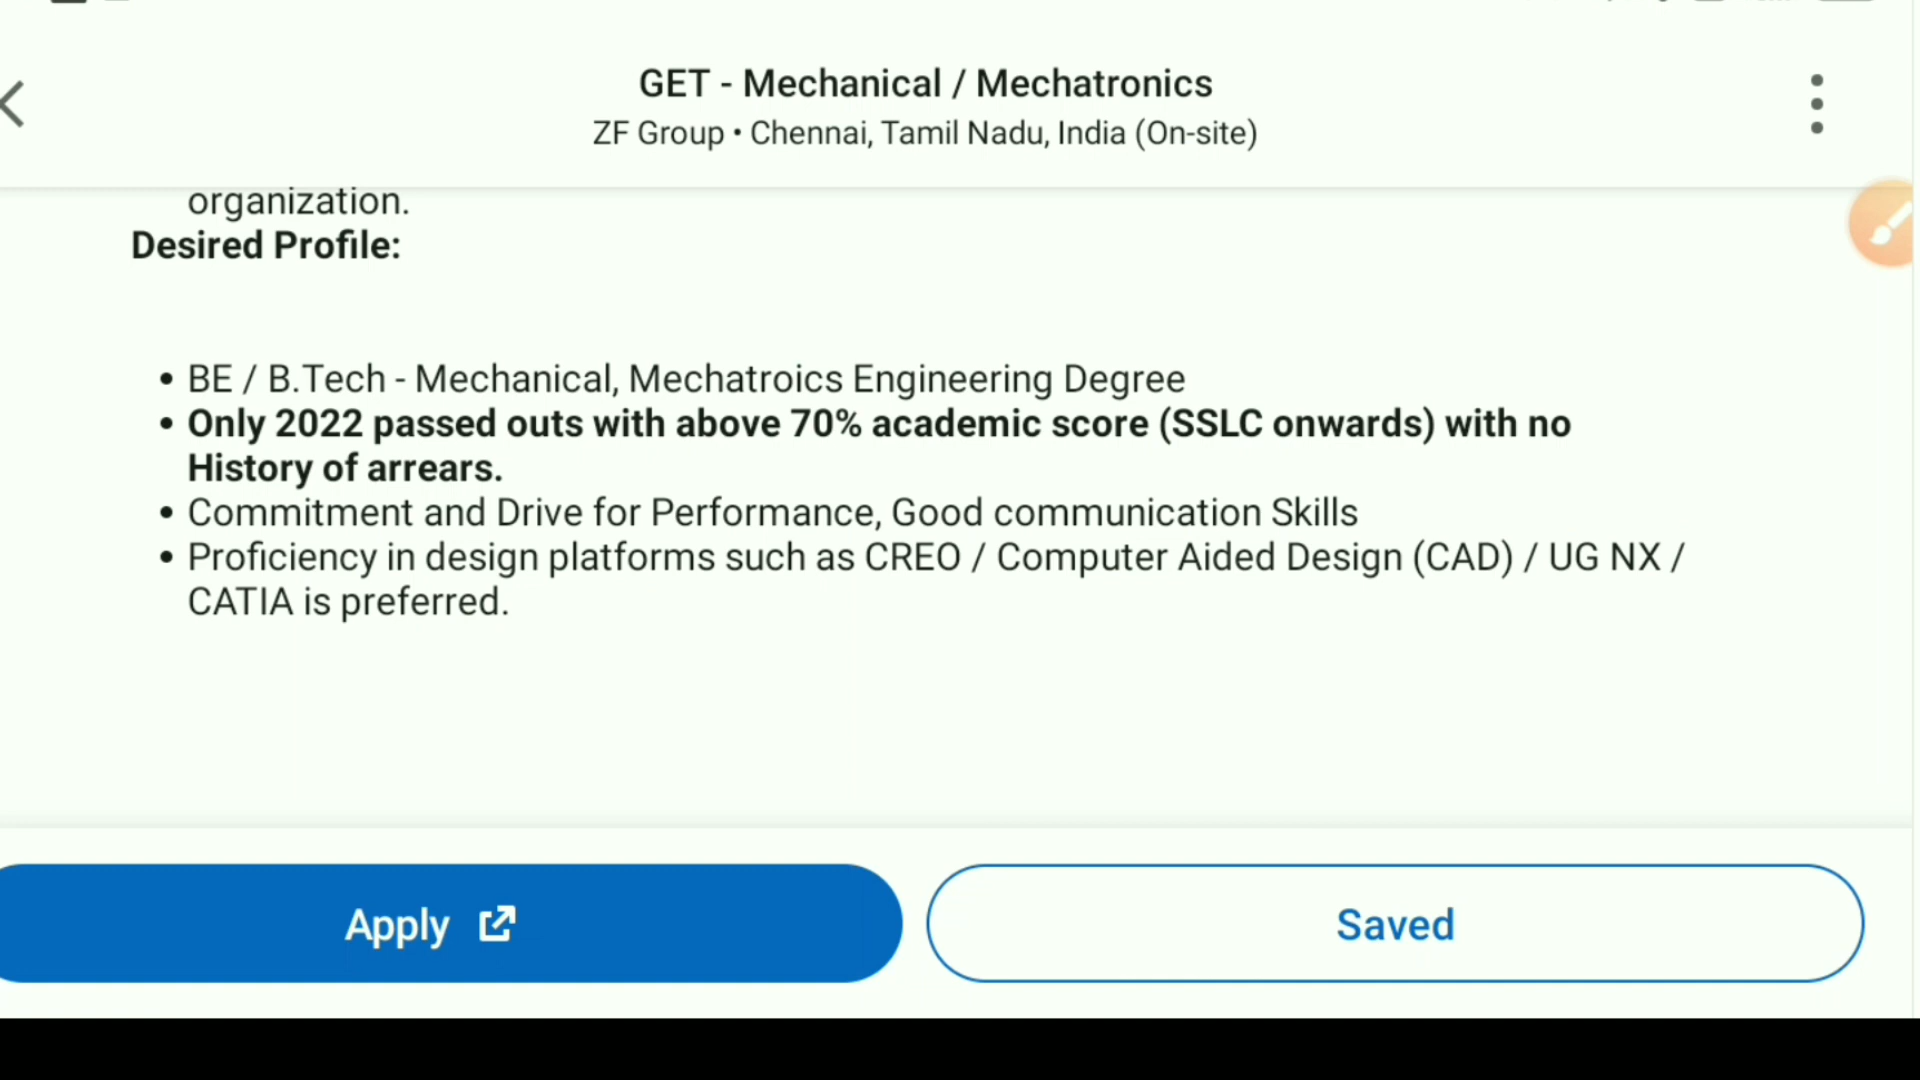 GET - Mechanical / Mechatronics
ZF Group • Chennai, Tamil Nadu, India (On-site)
organization.
Desired Profile:
• BE / B.Tech - Mechanical, Mechatroics Engineering Degree
• Only 2022 passed outs with above 70% academic score (SSLC onwards) with no
History of arrears.
• Commitment and Drive for Performance, Good communication Skills
• Proficiency in design platforms such as CREO / Computer Aided Design (CAD) / UG NX /
CATIA is preferred.
Apply
Saved